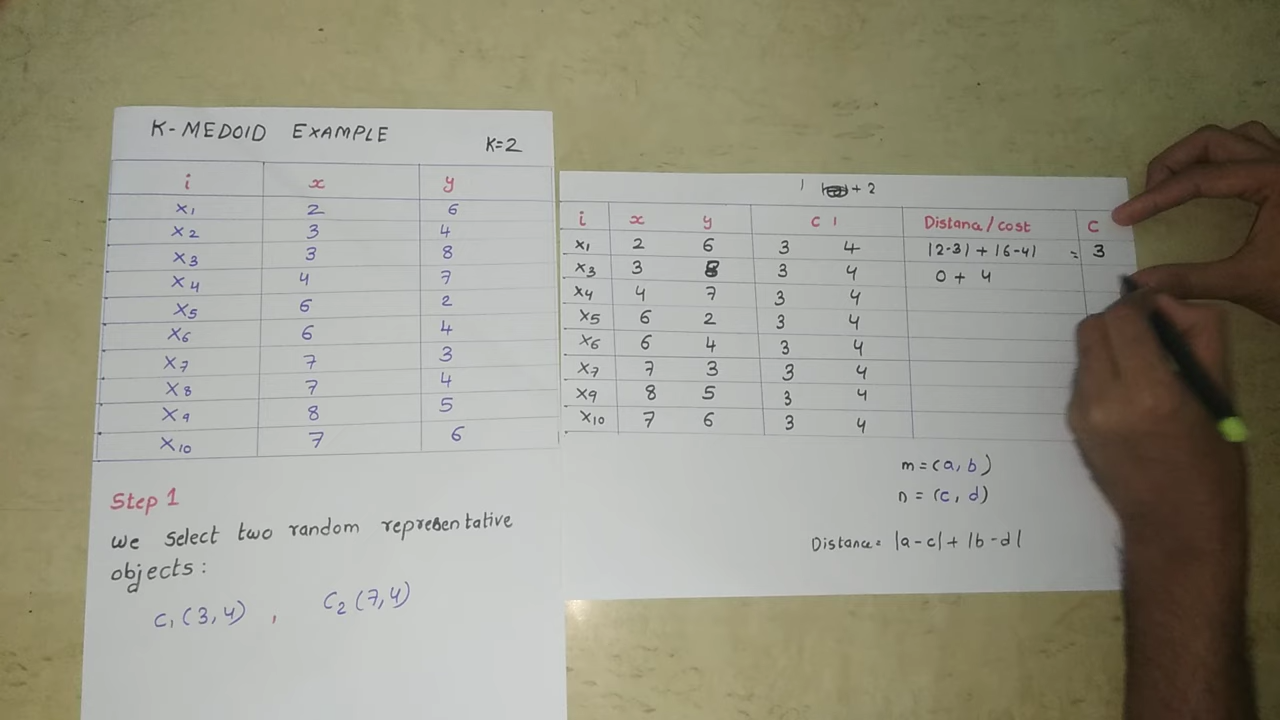 K-MEDOID EXAMPLE K=2
i x y
X1 2 6
X2 3 4
X3 3 8
X4 4 7
X5 6 2
X6 6 4
X7 7 3
X8 7 4
X9 8 5
X10 7 6
Step 1
We select two random representative
objects:
C1(3,4) , C2(7,4)
1 + 2
i x y C 1 Distana/cost C
X1 2 6 3 4 |2-3| + |6-4| = 3
X3 3 8 3 4 0 + 4
X4 4 7 3 4
X5 6 2 3 4
X6 6 4 3 4
X7 7 3 3 4
X9 8 5 3 4
X10 7 6 3 4
m = (a, b)
n = (c, d)
Distance = |a-c| + |b-d|